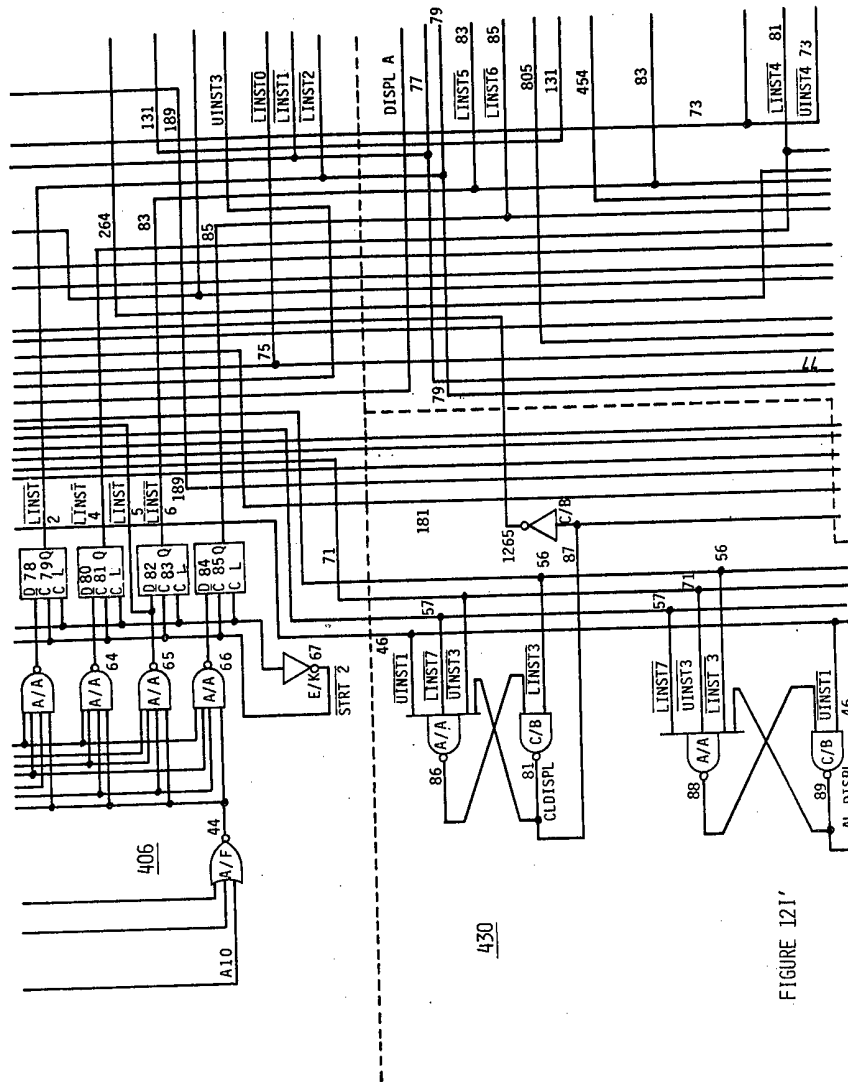 131
189
UINST3
LINST0
LINST1
LINST2
DISPL A
77
79
LINST5 83
LINST6 85
805
131
454
83
73
LINST4 81
UINST4 73
264
83
85
75
79
77
LINST 2
LINST 4
LINST 5
LINST 6
189
71
181
D 78
C 79 Q
C L
D 80
C 81 Q
C L
D 82
C 83 Q
C L
D 84
C 85 Q
C L
A/A
A/A
64
A/A
65
A/A
66
E/K
67
STRT 2
44
A/F
A10
406
1265
C/B
87
46
UINST1
57
LINST7
UINST3
56
LINST3
A/A
86
C/B
81
CLDISPL
57
LINST7
71
UINST3
56
LINST 3
A/A
88
UINST1
46
C/B
89
AL DISPL
430
FIGURE 12I'